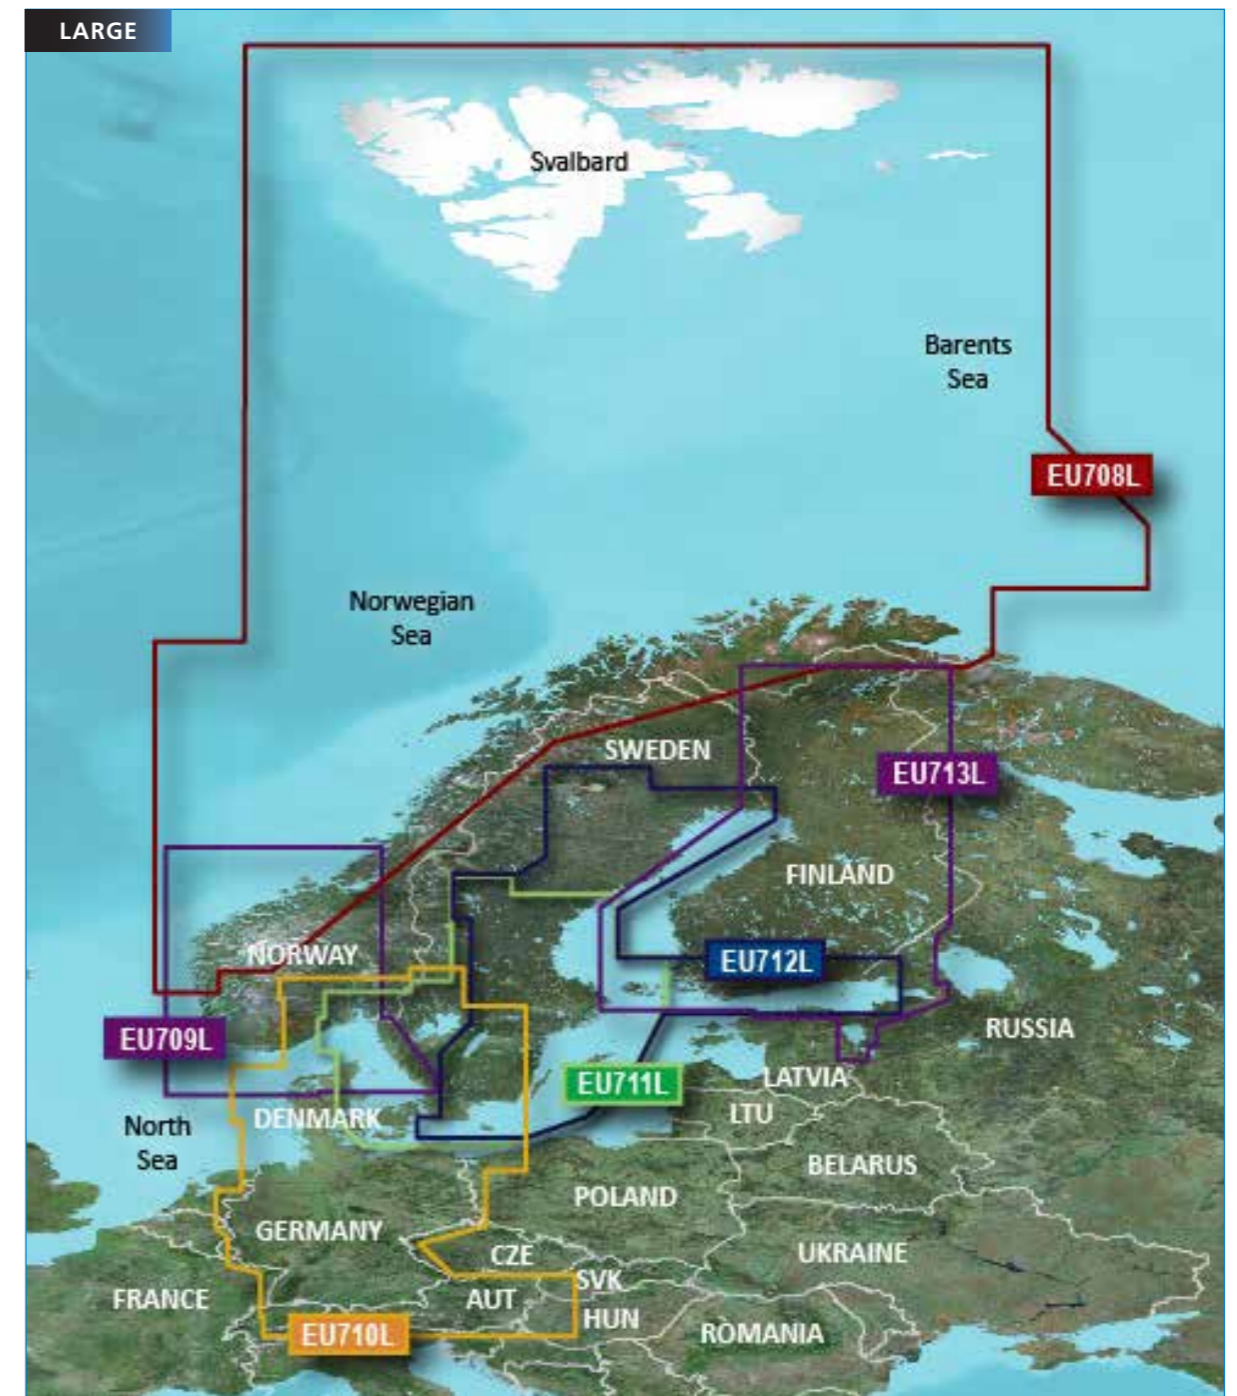 LARGE
Svalbard
Barents
Sea
EU708L
Norwegian
Sea
SWEDEN
EU713L
FINLAND
NORWAY
EU712L
EU709L
RUSSIA
EU711L
LATVIA
LTU
DENMARK
North
Sea
BELARUS
POLAND
GERMANY
CZE
UKRAINE
SVK
FRANCE
AUT
HUN
EU710L
ROMANIA